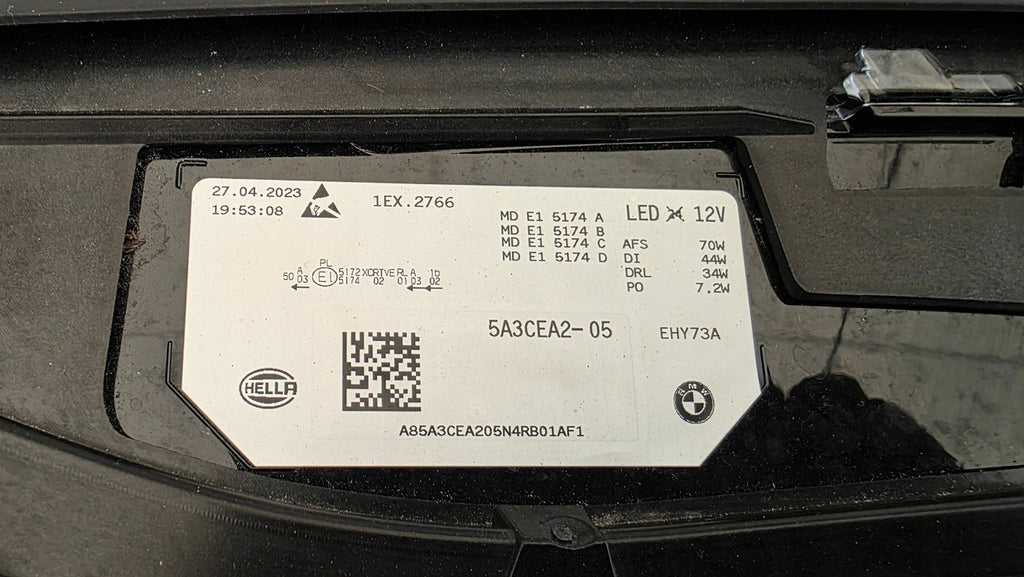 27.04.2023
19:53:08
1EX.2766
MD E1 5174 A
MD E1 5174 B
MD E1 5174 C
MD E1 5174 D
LED 12V
AFS 70W
DI 44W
DRL 34W
PO 7.2W
PL
50 A 03 E1 5172 XCRTVE RL A 1b
5174 02 01 03 02
5A3CEA2-05
EHY73A
HELLA
BMW
A85A3CEA205N4RB01AF1